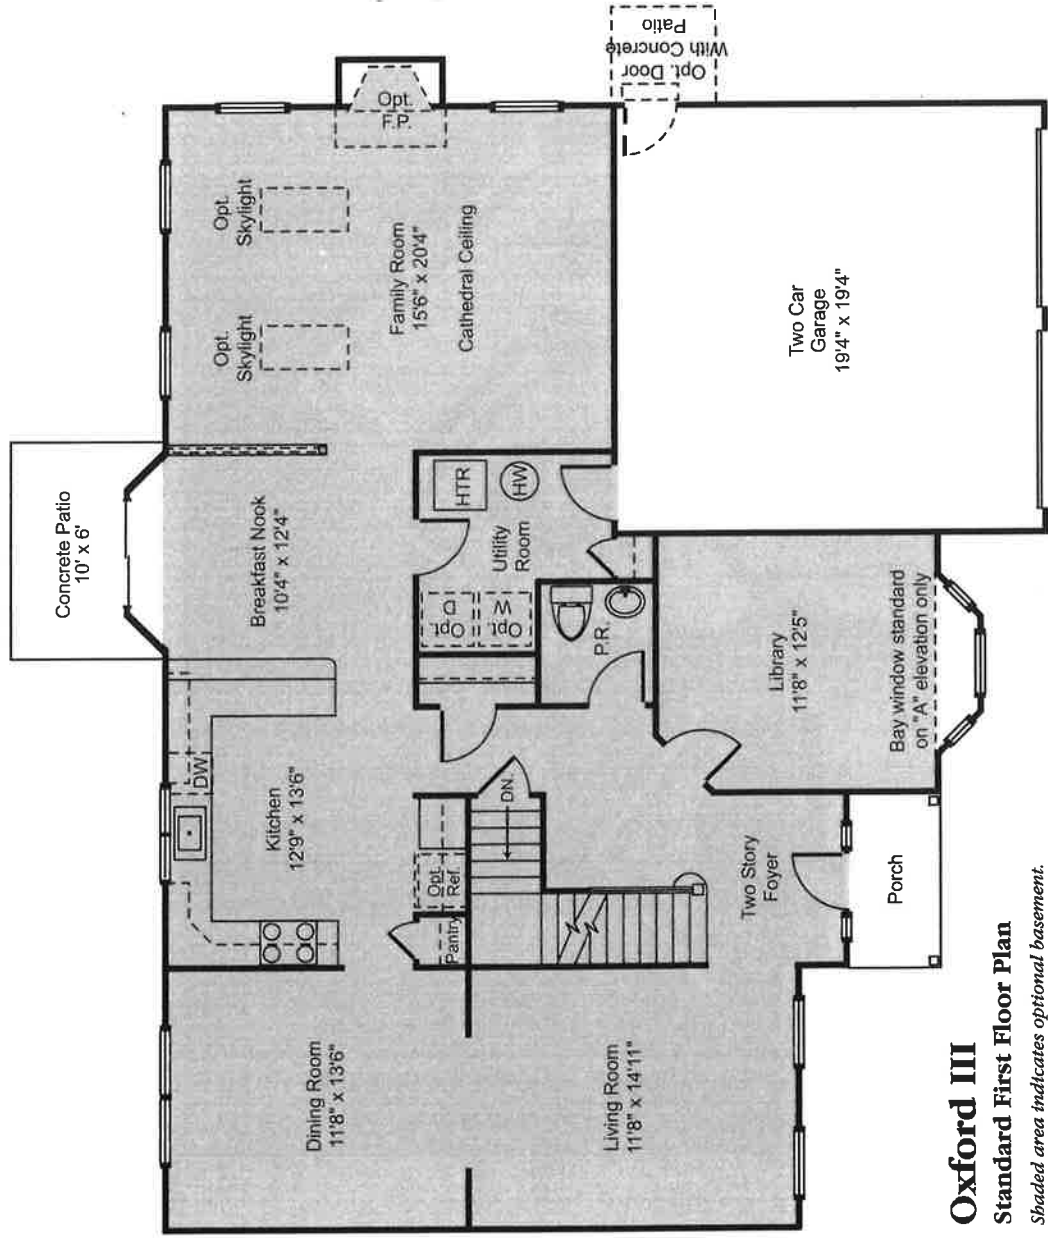 Concrete Patio
10' x 6'
Opt.
F.P.
Opt. Door
With Concrete
Patio
Opt.
Skylight
Opt.
Skylight
Family Room
15'6" x 20'4"
Cathedral Ceiling
Two Car
Garage
19'4" x 19'4"
Breakfast Nook
10'4" x 12'4"
HTR
HW
Utility
Room
Opt.
D
Opt.
W
P.R.
Library
11'8" x 12'5"
Bay window standard
on "A" elevation only
DW
Kitchen
12'9" x 13'6"
Opt.
Ref.
Pantry
DN.
Two Story
Foyer
Porch
Dining Room
11'8" x 13'6"
Living Room
11'8" x 14'11"
Oxford III
Standard First Floor Plan
Shaded area indicates optional basement.